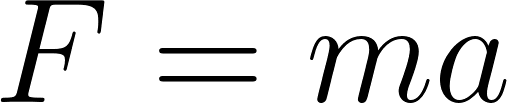 F = ma